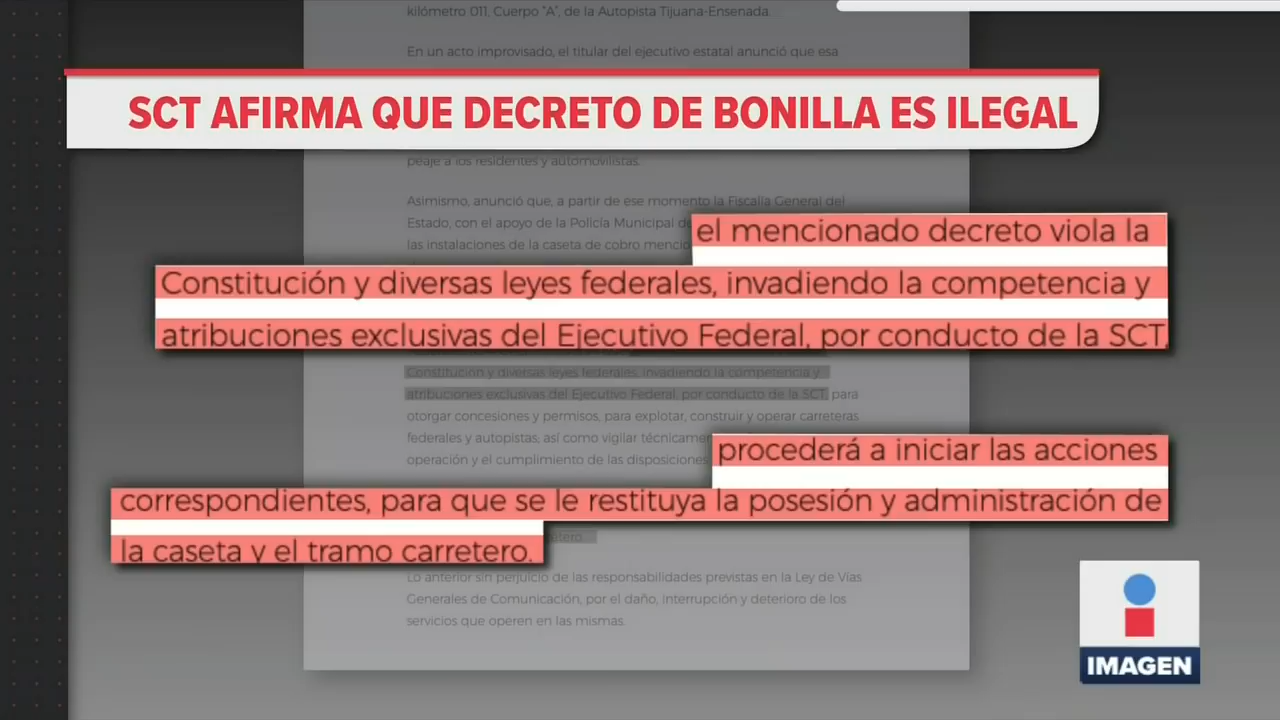 kilómetro 011, Cuerpo "A", de la Autopista Tijuana-Ensenada.
En un acto improvisado, el titular del ejecutivo estatal anunció que esa
SCT AFIRMA QUE DECRETO DE BONILLA ES ILEGAL
peaje a los residentes y automovilistas.
Asimismo, anunció que, a partir de ese momento la Fiscalía General del
Estado, con el apoyo de la Policía Municipal de
las instalaciones de la caseta de cobro mencio
el mencionado decreto viola la
Constitución y diversas leyes federales, invadiendo la competencia y
atribuciones exclusivas del Ejecutivo Federal, por conducto de la SCT,
Constitución y diversas leyes federales, invadiendo la competencia y
atribuciones exclusivas del Ejecutivo Federal, por conducto de la SCT, para
otorgar concesiones y permisos, para explotar, construir y operar carreteras
federales y autopistas, así como vigilar técnicamen
operación y el cumplimiento de las disposiciones
procederá a iniciar las acciones
correspondientes, para que se le restituya la posesión y administración de
la caseta y el tramo carretero.
Lo anterior sin perjuicio de las responsabilidades previstas en la Ley de Vías
Generales de Comunicación, por el daño, interrupción y deterioro de los
servicios que operen en las mismas.
IMAGEN